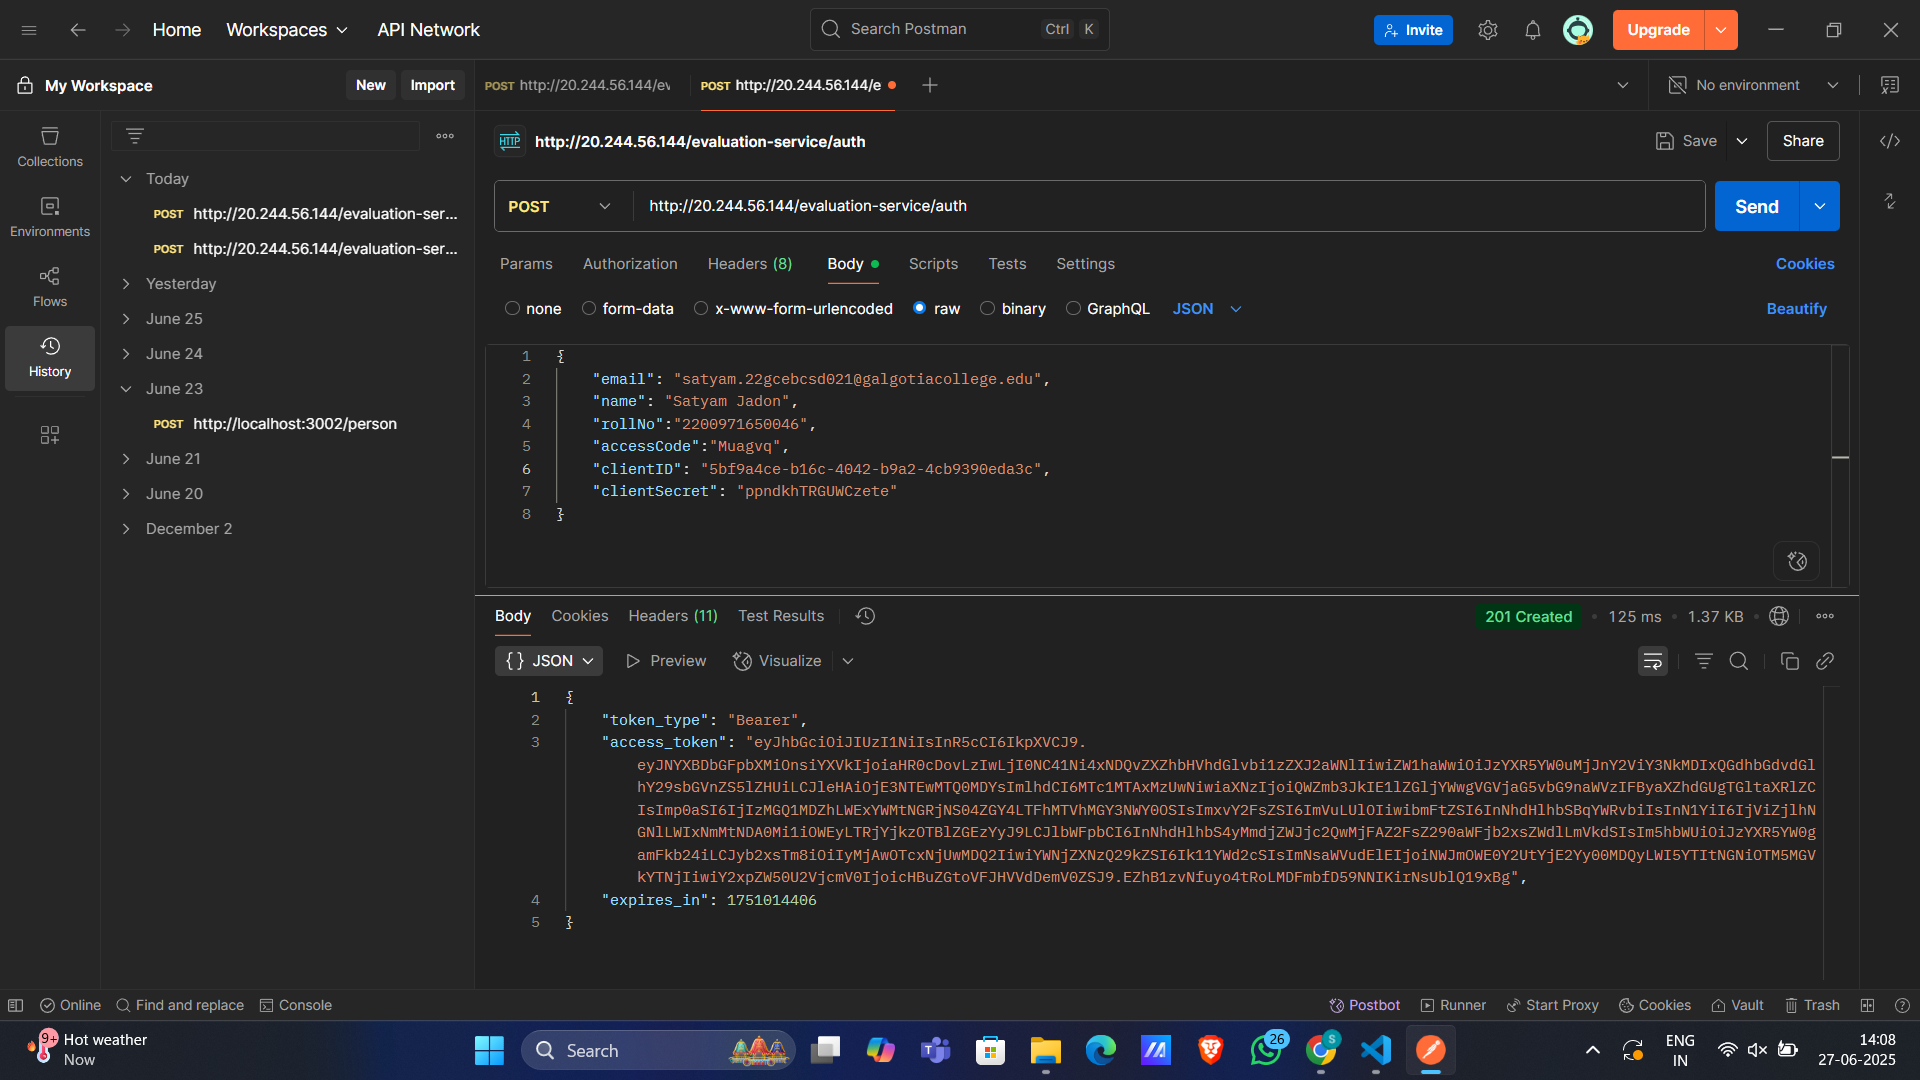 Home
Workspaces
API Network
Search Postman
Ctrl
K
Invite
Upgrade
My Workspace
New
Import
POST http://20.244.56.144/ev
POST http://20.244.56.144/e
No environment
Collections
Environments
Flows
History
Today
POST http://20.244.56.144/evaluation-ser...
POST http://20.244.56.144/evaluation-ser...
Yesterday
June 25
June 24
June 23
POST http://localhost:3002/person
June 21
June 20
December 2
HTTP
http://20.244.56.144/evaluation-service/auth
Save
Share
POST
http://20.244.56.144/evaluation-service/auth
Send
Params
Authorization
Headers (8)
Body
Scripts
Tests
Settings
Cookies
none
form-data
x-www-form-urlencoded
raw
binary
GraphQL
JSON
Beautify
1 {
2 "email": "satyam.22gcebcsd021@galgotiacollege.edu",
3 "name": "Satyam Jadon",
4 "rollNo":"2200971650046",
5 "accessCode":"Muagvq",
6 "clientID": "5bf9a4ce-b16c-4042-b9a2-4cb9390eda3c",
7 "clientSecret": "ppndkhTRGUWCzete"
8 }
Body
Cookies
Headers (11)
Test Results
201 Created
125 ms
1.37 KB
{} JSON
Preview
Visualize
1 {
2 "token_type": "Bearer",
3 "access_token": "eyJhbGciOiJIUzI1NiIsInR5cCI6IkpXVCJ9.
eyJNYXBDbGFpbXMiOnsiYXVkIjoiaHR0cDovLzIwLjI0NC41Ni4xNDQvZXZhbHVhdGlvbi1zZXJ2aWNlIiwiZW1haWwiOiJzYXR5YW0uMjJnY2ViY3NkMDIxQGdhbGdvdGl
hY29sbGVnZS5lZHUiLCJleHAiOjE3NTEwMTQ0MDYsImlhdCI6MTc1MTAxMzUwNiwiaXNzIjoiQWZmb3JkIE1lZGljYWwgVGVjaG5vbG9naWVzIFByaXZhdGUgTGltaXRlZC
IsImp0aSI6IjIzMGQ1MDZhLWExYWMtNGRjNS04ZGY4LTFhMTVhMGY3NWY0OSIsImxvY2FsZSI6ImVuLUlOIiwibmFtZSI6InNhdHlhbSBqYWRvbiIsInN1YiI6IjViZjlhN
GNlLWIxNmMtNDA0Mi1iOWEyLTRjYjkzOTBlZGEzYyJ9LCJlbWFpbCI6InNhdHlhbS4yMmdjZWJjc2QwMjFAZ2FsZ290aWFjb2xsZWdlLmVkdSIsIm5hbWUiOiJzYXR5YW0g
amFkb24iLCJyb2xsTm8iOiIyMjAwOTcxNjUwMDQ2IiwiYWNjZXNzQ29kZSI6Ik11YWd2cSIsImNsaWVudElEIjoiNWJmOWE0Y2UtYjE2Yy00MDQyLWI5YTItNGNiOTM5MGV
kYTNjIiwiY2xpZW50U2VjcmV0IjoicHBuZGtoVFJHVVdDemV0ZSJ9.EZhB1zvNfuyo4tRoLMDFmbfD59NNIKirNsUblQ19xBg",
4 "expires_in": 1751014406
5 }
Online
Find and replace
Console
Postbot
Runner
Start Proxy
Cookies
Vault
Trash
9+
Hot weather
Now
Search
26
S
ENG
IN
14:08
27-06-2025